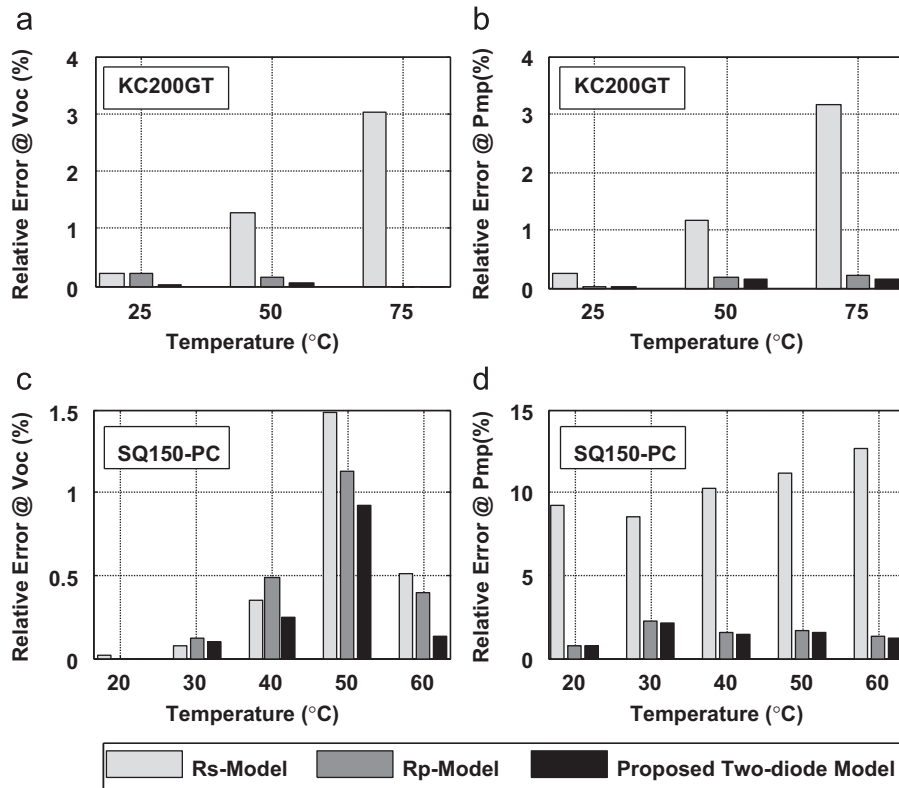 a
Relative Error @ Voc (%)
4
3
2
1
0
KC200GT
25 50 75
Temperature (°C)
b
Relative Error @ Pmp(%)
4
3
2
1
0
KC200GT
25 50 75
Temperature (°C)
c
Relative Error @ Voc (%)
1.5
1
0.5
0
SQ150-PC
20 30 40 50 60
Temperature (°C)
d
Relative Error @ Pmp(%)
15
10
5
0
SQ150-PC
20 30 40 50 60
Temperature (°C)
Rs-Model Rp-Model Proposed Two-diode Model